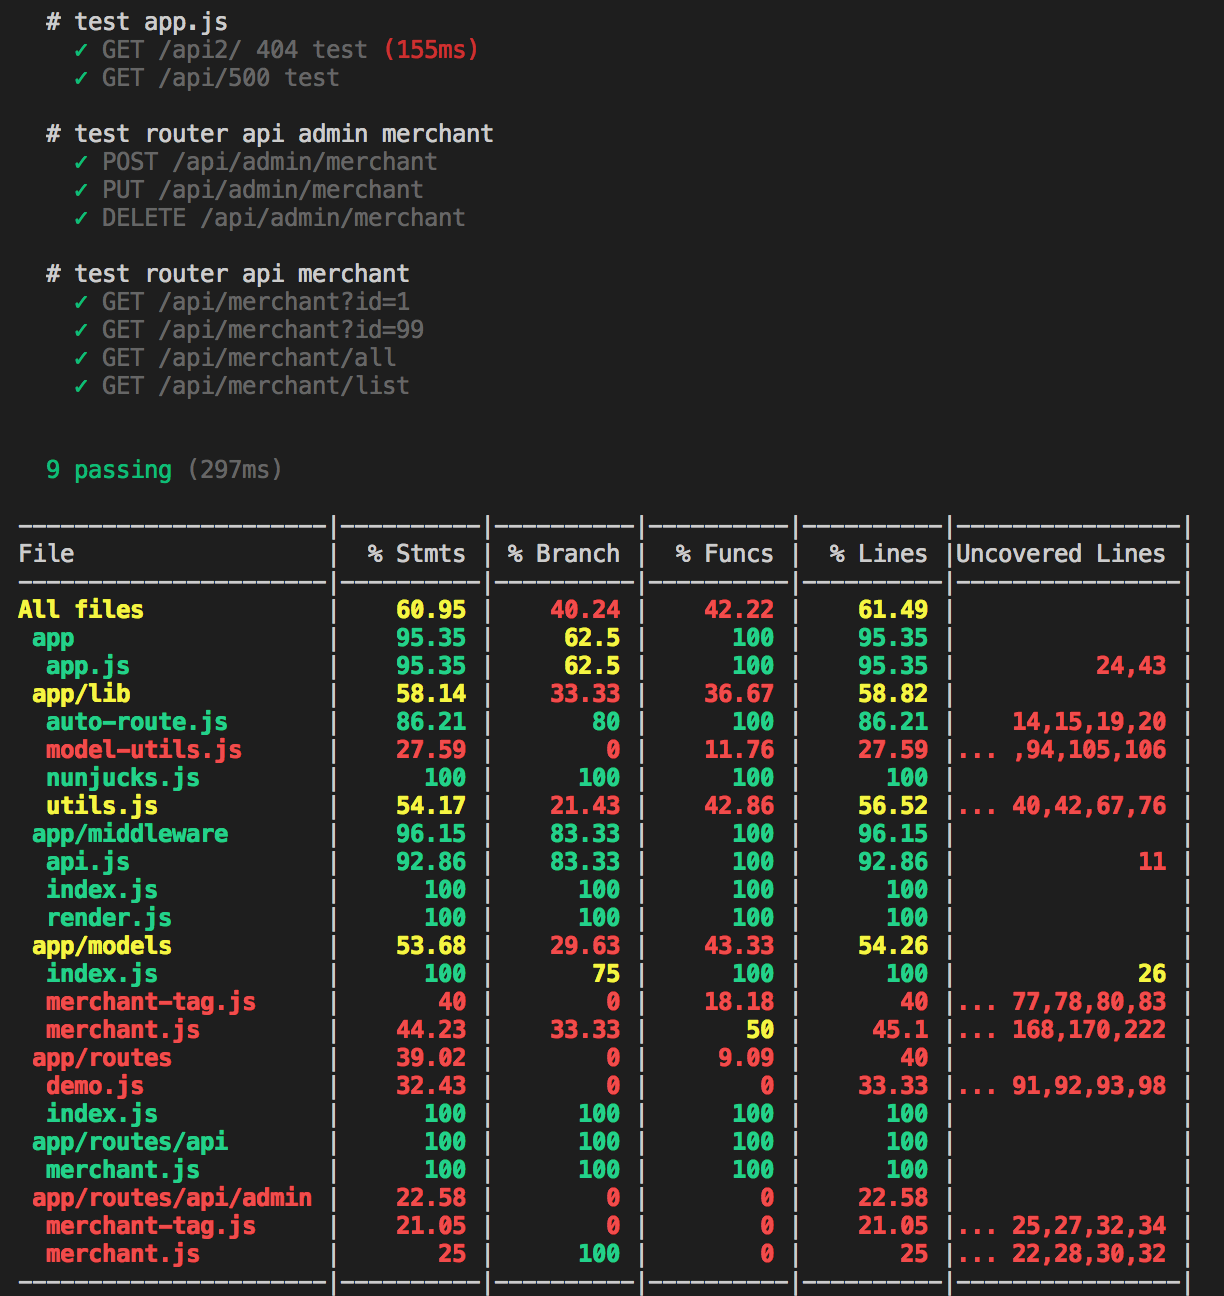 # test app.js
✓ GET /api2/ 404 test (155ms)
✓ GET /api/500 test
# test router api admin merchant
✓ POST /api/admin/merchant
✓ PUT /api/admin/merchant
✓ DELETE /api/admin/merchant
# test router api merchant
✓ GET /api/merchant?id=1
✓ GET /api/merchant?id=99
✓ GET /api/merchant/all
✓ GET /api/merchant/list
9 passing (297ms)
----------------------|----------|----------|----------|----------|----------------|
File | % Stmts | % Branch | % Funcs | % Lines |Uncovered Lines |
----------------------|----------|----------|----------|----------|----------------|
All files | 60.95 | 40.24 | 42.22 | 61.49 | |
app | 95.35 | 62.5 | 100 | 95.35 | |
app.js | 95.35 | 62.5 | 100 | 95.35 | 24,43 |
app/lib | 58.14 | 33.33 | 36.67 | 58.82 | |
auto-route.js | 86.21 | 80 | 100 | 86.21 | 14,15,19,20 |
model-utils.js | 27.59 | 0 | 11.76 | 27.59 |... ,94,105,106 |
nunjucks.js | 100 | 100 | 100 | 100 | |
utils.js | 54.17 | 21.43 | 42.86 | 56.52 |... 40,42,67,76 |
app/middleware | 96.15 | 83.33 | 100 | 96.15 | |
api.js | 92.86 | 83.33 | 100 | 92.86 | 11 |
index.js | 100 | 100 | 100 | 100 | |
render.js | 100 | 100 | 100 | 100 | |
app/models | 53.68 | 29.63 | 43.33 | 54.26 | |
index.js | 100 | 75 | 100 | 100 | 26 |
merchant-tag.js | 40 | 0 | 18.18 | 40 |... 77,78,80,83 |
merchant.js | 44.23 | 33.33 | 50 | 45.1 |... 168,170,222 |
app/routes | 39.02 | 0 | 9.09 | 40 | |
demo.js | 32.43 | 0 | 0 | 33.33 |... 91,92,93,98 |
index.js | 100 | 100 | 100 | 100 | |
app/routes/api | 100 | 100 | 100 | 100 | |
merchant.js | 100 | 100 | 100 | 100 | |
app/routes/api/admin | 22.58 | 0 | 0 | 22.58 | |
merchant-tag.js | 21.05 | 0 | 0 | 21.05 |... 25,27,32,34 |
merchant.js | 25 | 100 | 0 | 25 |... 22,28,30,32 |
----------------------|----------|----------|----------|----------|----------------|